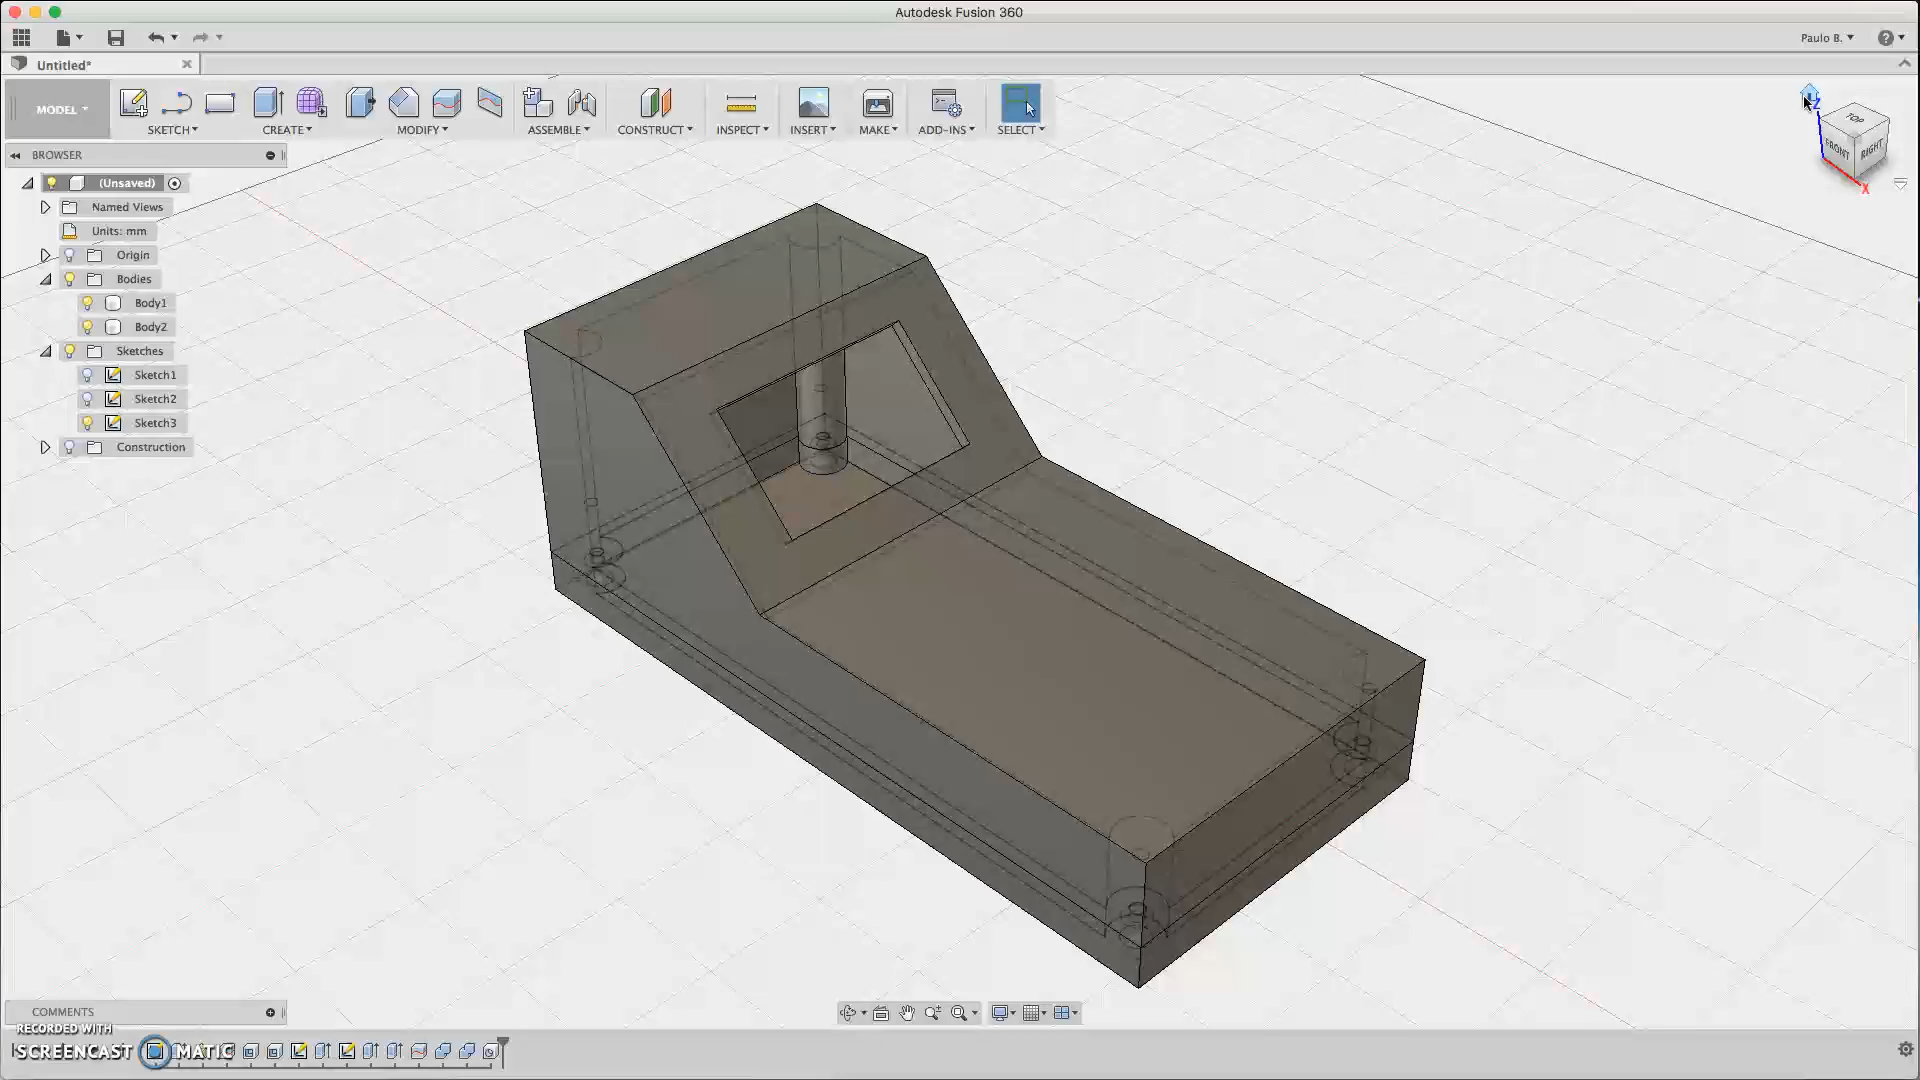 Autodesk Fusion 360
Paulo B.
Untitled*
MODEL
SKETCH
CREATE
MODIFY
ASSEMBLE
CONSTRUCT
INSPECT
INSERT
MAKE
ADD-INS
SELECT
Z
TOP
FRONT
RIGHT
X
BROWSER
(Unsaved)
Named Views
Units: mm
Origin
Bodies
Body1
Body2
Sketches
Sketch1
Sketch2
Sketch3
Construction
COMMENTS
RECORDED WITH
SCREENCAST MATIC